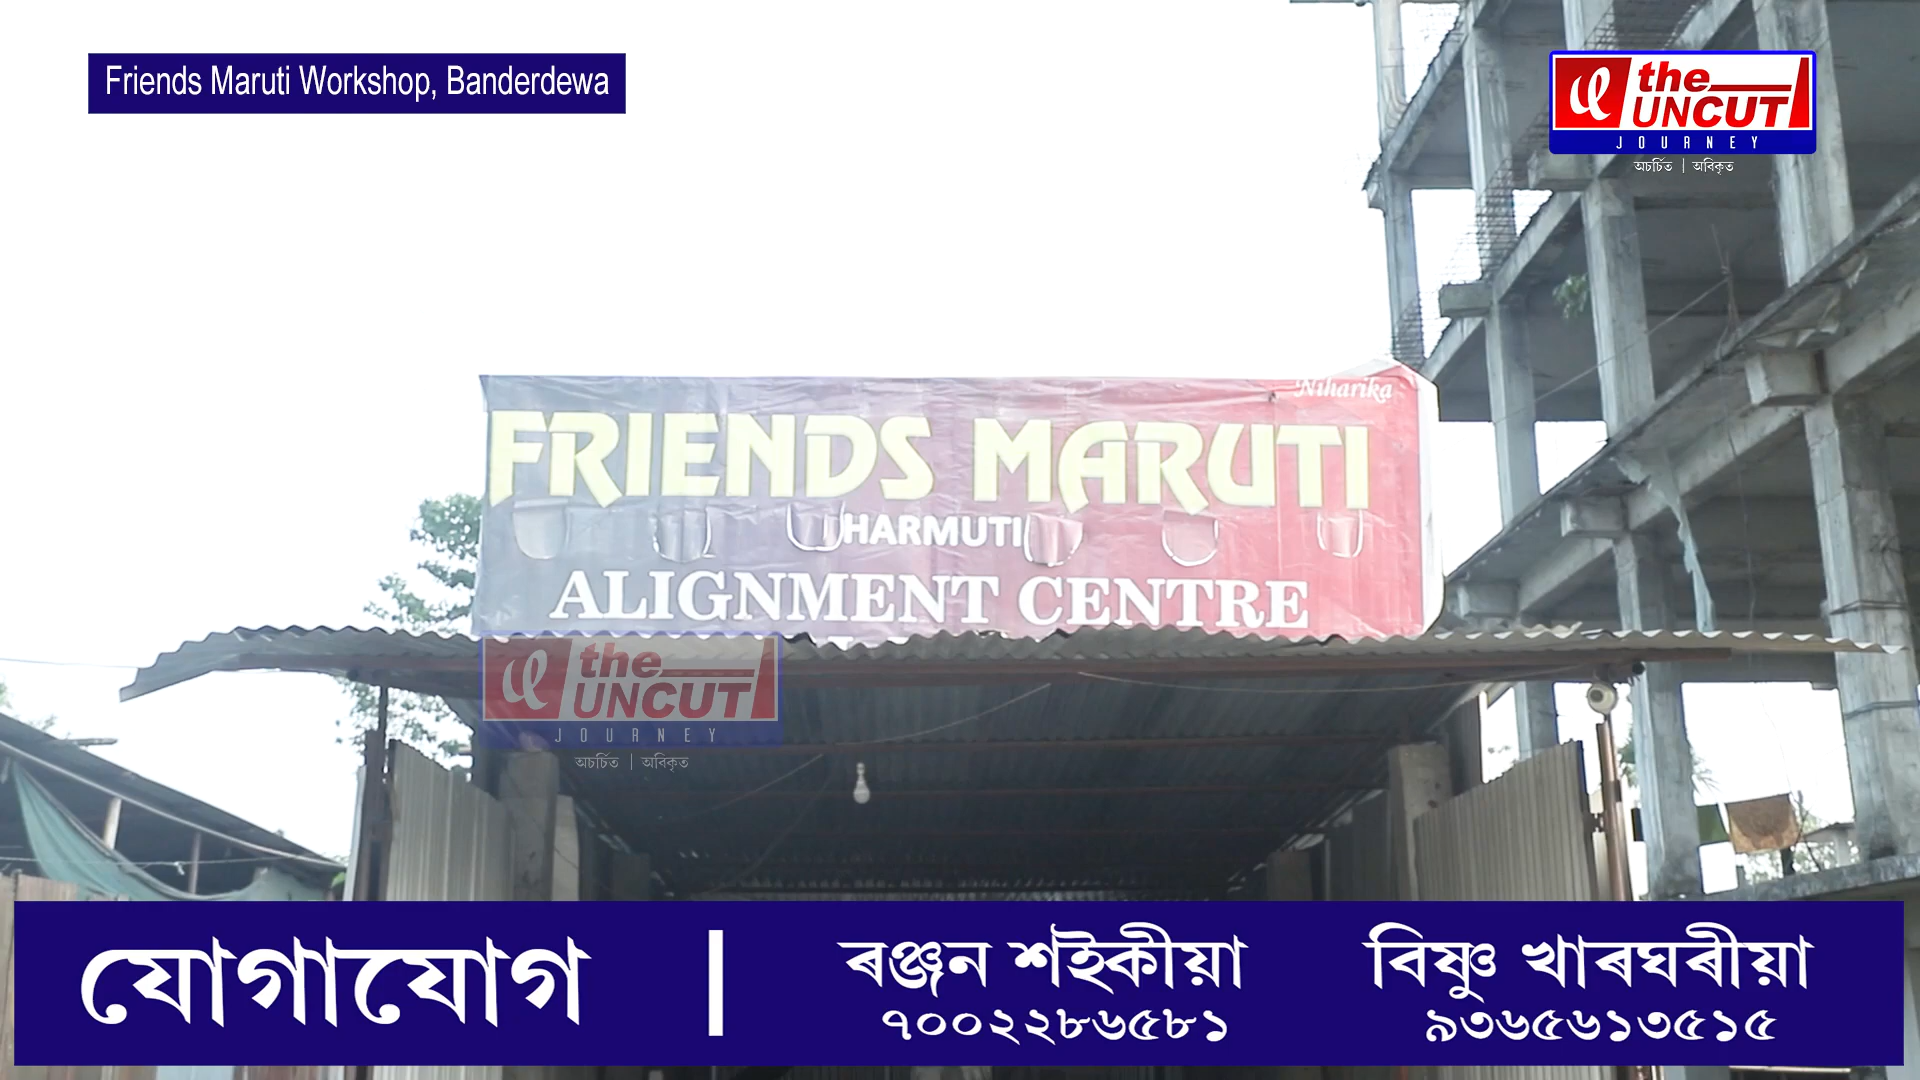 Friends Maruti Workshop, Banderdewa
the
UNCUT
JOURNEY
অচৰ্চিত | অবিকৃত
Niharika
FRIENDS MARUTI
HARMUTI
ALIGNMENT CENTRE
the
UNCUT
JOURNEY
অচৰ্চিত | অবিকৃত
যোগাযোগ | ৰঞ্জন শইকীয়া বিষ্ণু খাৰঘৰীয়া
৭০০২২৮৬৫৮১ ৯৩৬৫৬১৩৫১৫